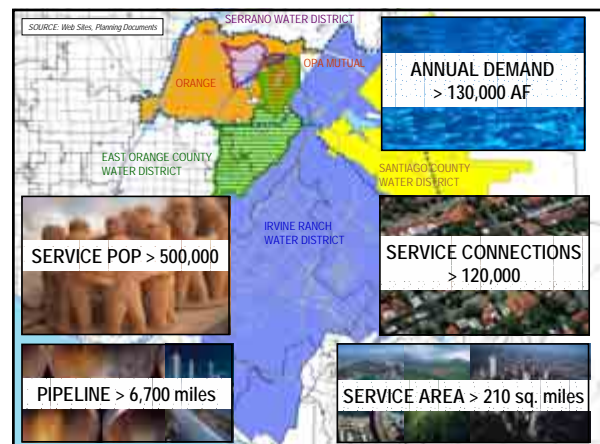 SERRANO WATER DISTRICT
SOURCE: Web Sites, Planning Documents
OPA MUTUAL
ORANGE
ANNUAL DEMAND
> 130,000 AF
EAST ORANGE COUNTY
WATER DISTRICT
SANTIAGO COUNTY
WATER DISTRICT
IRVINE RANCH
WATER DISTRICT
SERVICE POP > 500,000
SERVICE CONNECTIONS
> 120,000
PIPELINE > 6,700 miles
SERVICE AREA > 210 sq. miles